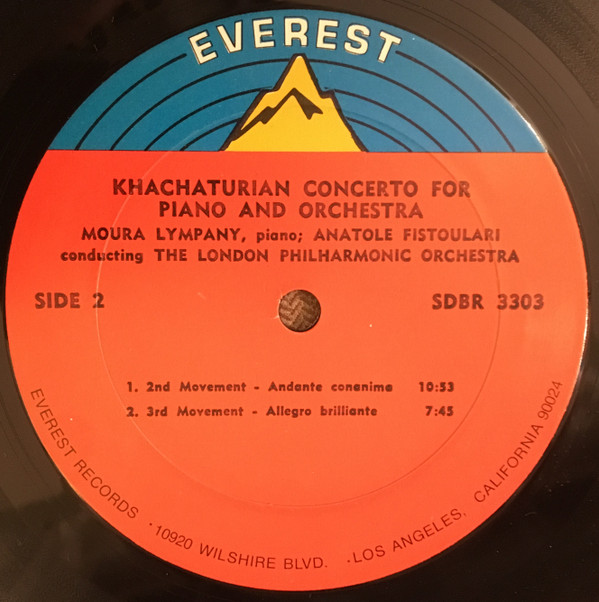 EVEREST
KHACHATURIAN CONCERTO FOR
PIANO AND ORCHESTRA
MOURA LYMPANY, piano; ANATOLE FISTOULARI
conducting THE LONDON PHILHARMONIC ORCHESTRA
SIDE 2 SDBR 3303
1. 2nd Movement - Andante conanima 10:53
2. 3rd Movement - Allegro brilliante 7:45
EVEREST RECORDS · 10920 WILSHIRE BLVD. · LOS ANGELES, CALIFORNIA 90024